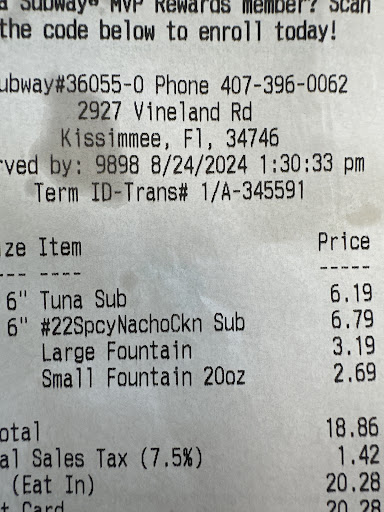 a Subway® MVP Rewards member? Scan
the code below to enroll today!
ubway#36055-0 Phone 407-396-0062
2927 Vineland Rd
Kissimmee, Fl, 34746
rved by: 9898 8/24/2024 1:30:33 pm
Term ID-Trans# 1/A-345591
ze Item Price
--- ---- -----
6" Tuna Sub 6.19
6" #22SpcyNachoCkn Sub 6.79
Large Fountain 3.19
Small Fountain 20oz 2.69
otal 18.86
al Sales Tax (7.5%) 1.42
(Eat In) 20.28
t Card 20.28